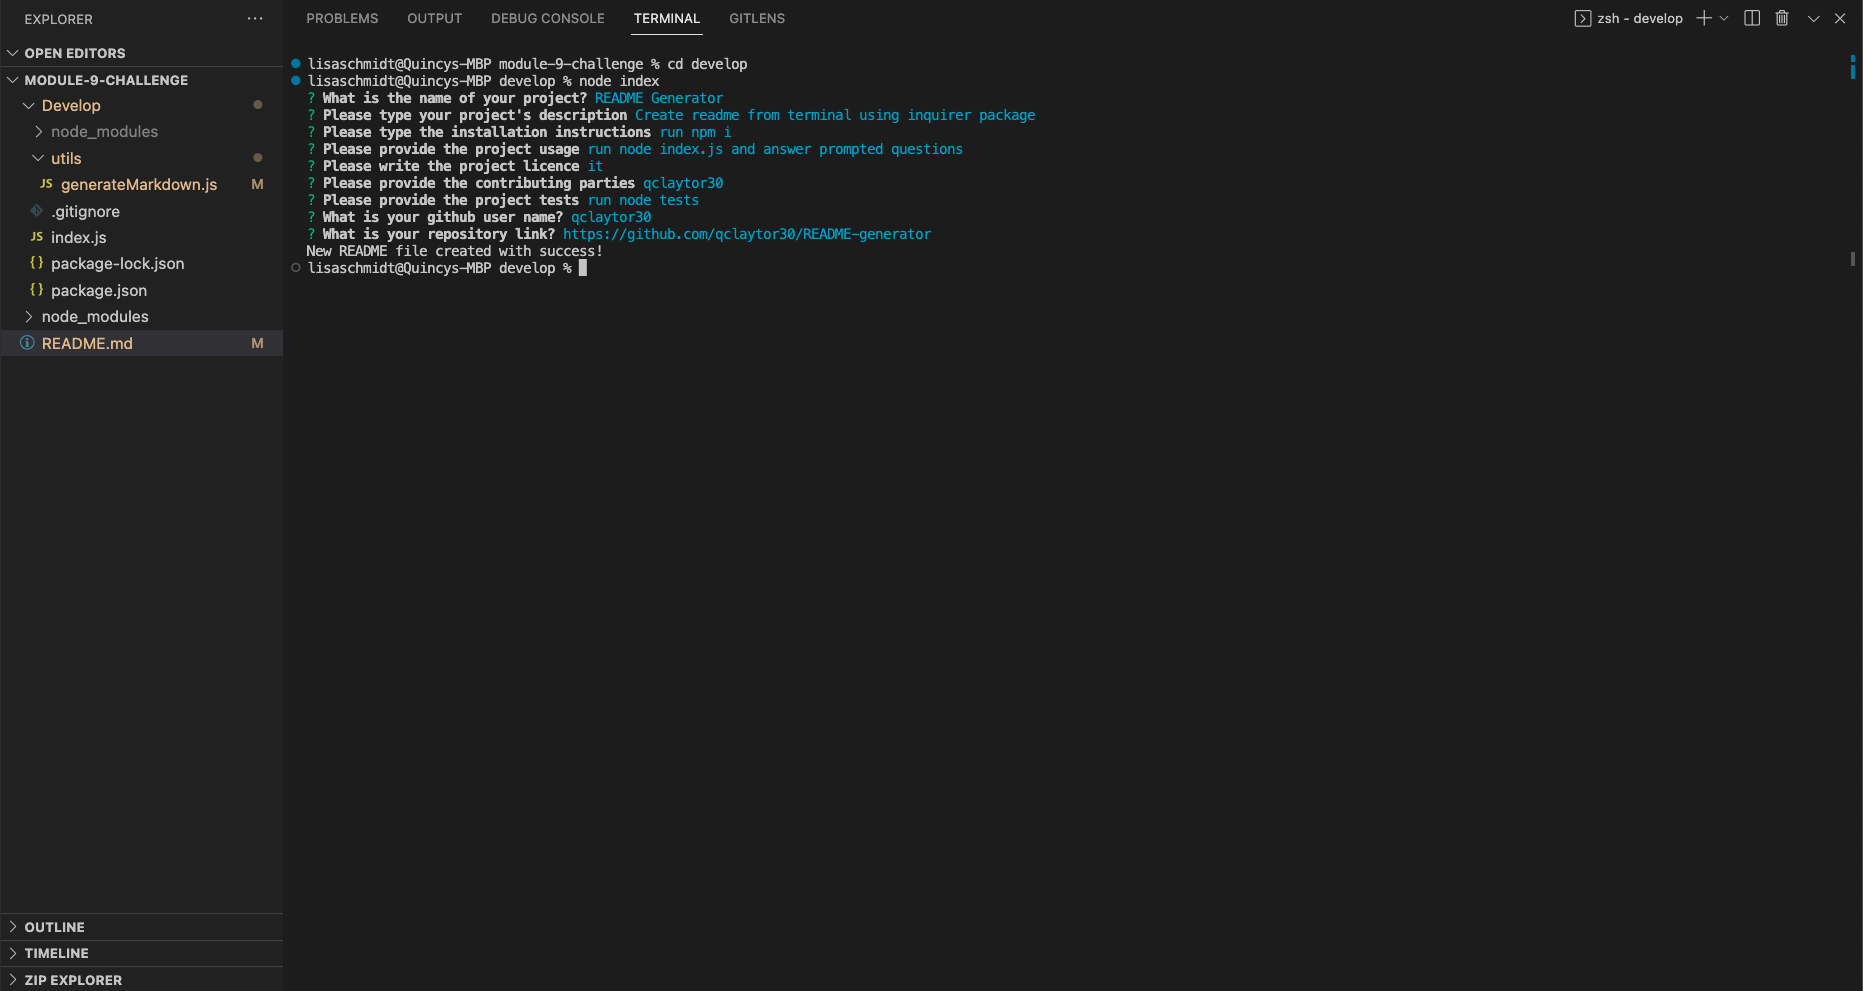 EXPLORER
OPEN EDITORS
MODULE-9-CHALLENGE
Develop
node_modules
utils
JS generateMarkdown.js M
.gitignore
JS index.js
{} package-lock.json
{} package.json
node_modules
README.md M
OUTLINE
TIMELINE
ZIP EXPLORER
PROBLEMS OUTPUT DEBUG CONSOLE TERMINAL GITLENS
zsh - develop
lisaschmidt@Quincys-MBP module-9-challenge % cd develop
lisaschmidt@Quincys-MBP develop % node index
? What is the name of your project? README Generator
? Please type your project's description Create readme from terminal using inquirer package
? Please type the installation instructions run npm i
? Please provide the project usage run node index.js and answer prompted questions
? Please write the project licence it
? Please provide the contributing parties qclaytor30
? Please provide the project tests run node tests
? What is your github user name? qclaytor30
? What is your repository link? https://github.com/qclaytor30/README-generator
New README file created with success!
lisaschmidt@Quincys-MBP develop %